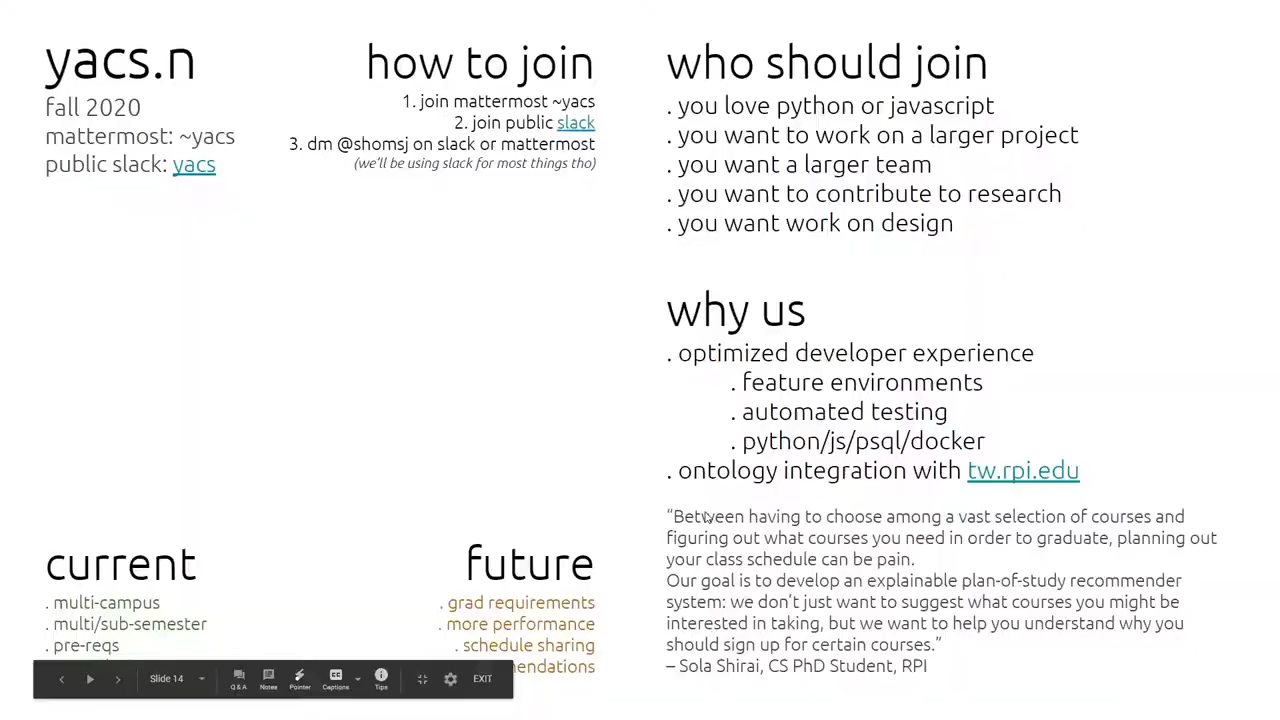 yacs.n
fall 2020
mattermost: ~yacs
public slack: yacs
how to join
1. join mattermost ~yacs
2. join public slack
3. dm @shomsj on slack or mattermost
(we'll be using slack for most things tho)
who should join
. you love python or javascript
. you want to work on a larger project
. you want a larger team
. you want to contribute to research
. you want work on design
why us
. optimized developer experience
. feature environments
. automated testing
. python/js/psql/docker
. ontology integration with tw.rpi.edu
“Between having to choose among a vast selection of courses and
figuring out what courses you need in order to graduate, planning out
your class schedule can be pain.
Our goal is to develop an explainable plan-of-study recommender
system: we don’t just want to suggest what courses you might be
interested in taking, but we want to help you understand why you
should sign up for certain courses.”
– Sola Shirai, CS PhD Student, RPI
current
. multi-campus
. multi/sub-semester
. pre-reqs
future
. grad requirements
. more performance
. schedule sharing
Slide 14
Q & A
Notes
Pointer
Captions
Tips
EXIT